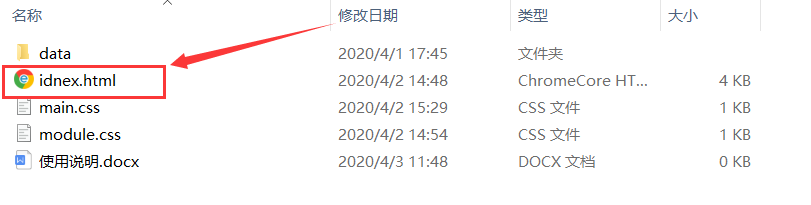 名称 修改日期 类型 大小
data 2020/4/1 17:45 文件夹
idnex.html 2020/4/2 14:48 ChromeCore HT... 4 KB
main.css 2020/4/2 15:29 CSS 文件 1 KB
module.css 2020/4/2 14:54 CSS 文件 1 KB
使用说明.docx 2020/4/3 11:48 DOCX 文档 0 KB